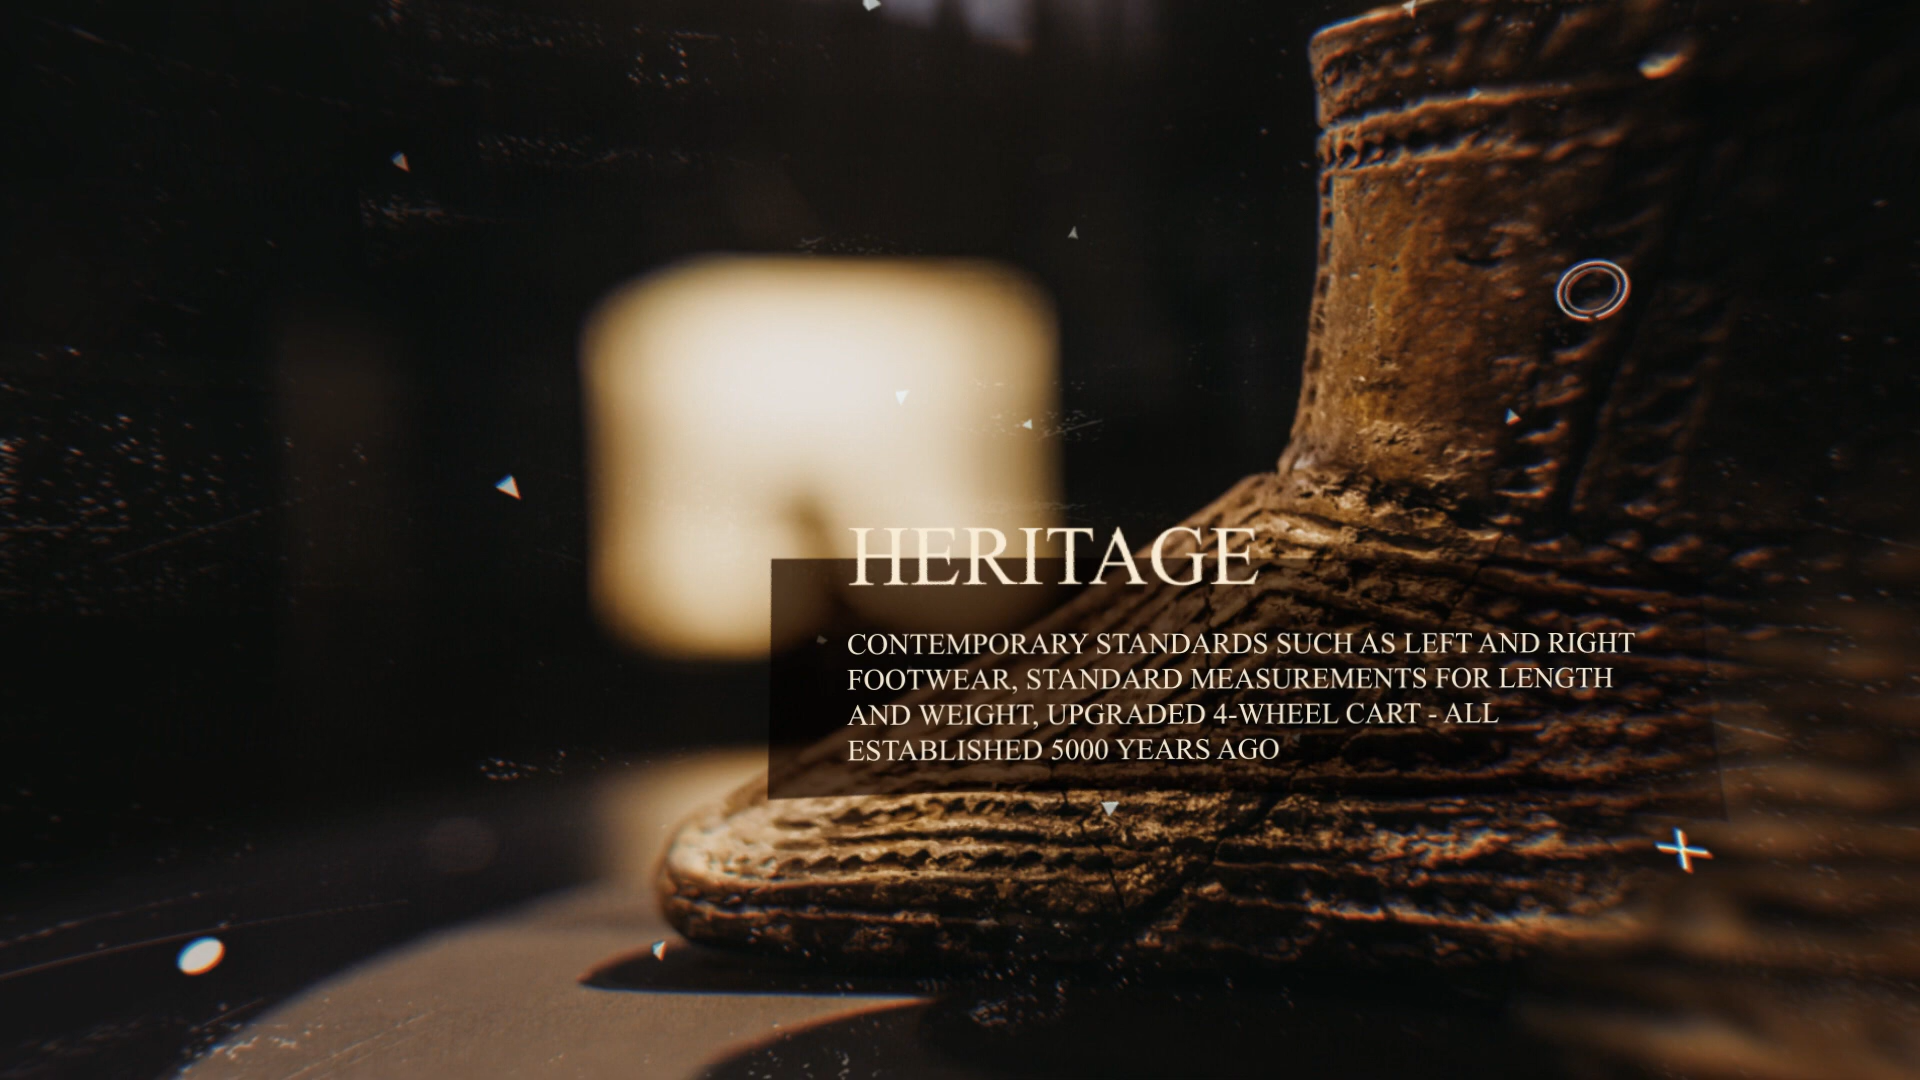 HERITAGE
CONTEMPORARY STANDARDS SUCH AS LEFT AND RIGHT
FOOTWEAR, STANDARD MEASUREMENTS FOR LENGTH
AND WEIGHT, UPGRADED 4-WHEEL CART - ALL
ESTABLISHED 5000 YEARS AGO